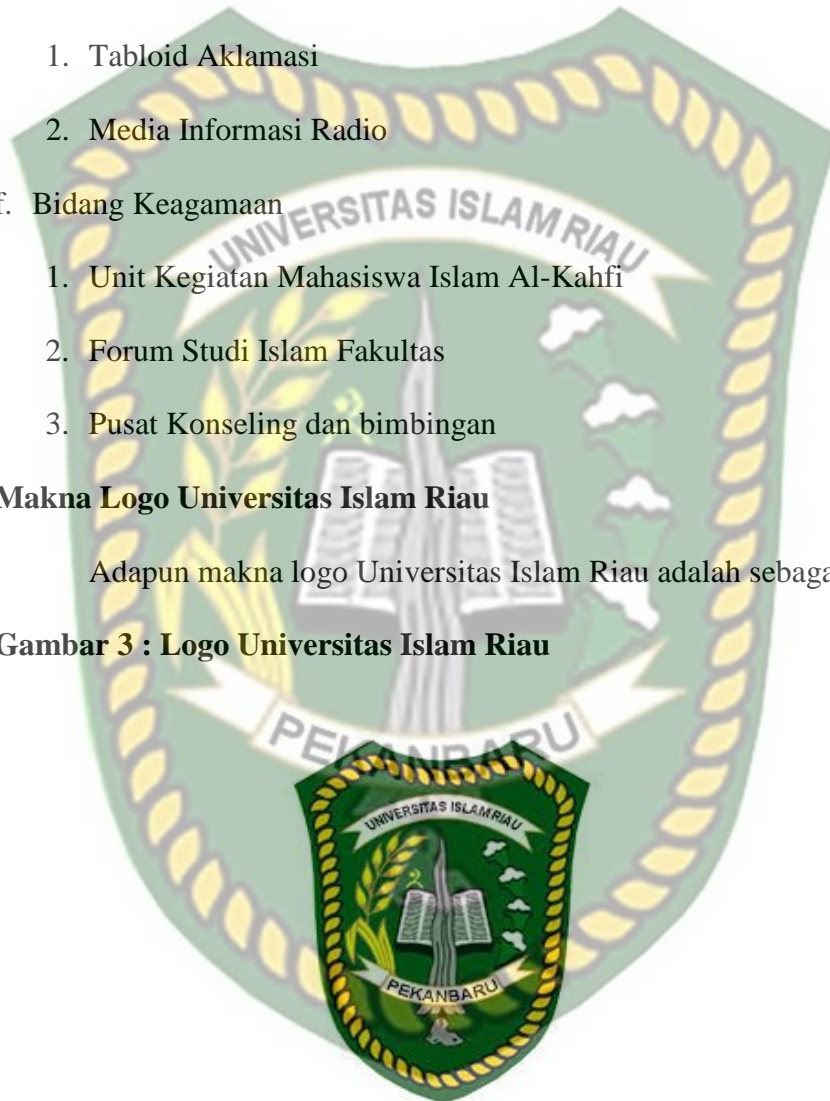 1. Tabloid Aklamasi
2. Media Informasi Radio
f. Bidang Keagamaan
UNIVERSITAS ISLAM RIAU
1. Unit Kegiatan Mahasiswa Islam Al-Kahfi
2. Forum Studi Islam Fakultas
3. Pusat Konseling dan bimbingan
Makna Logo Universitas Islam Riau
Adapun makna logo Universitas Islam Riau adalah sebaga
Gambar 3 : Logo Universitas Islam Riau
PEKANBARU
UNIVERSITAS ISLAM RIAU
PEKANBARU